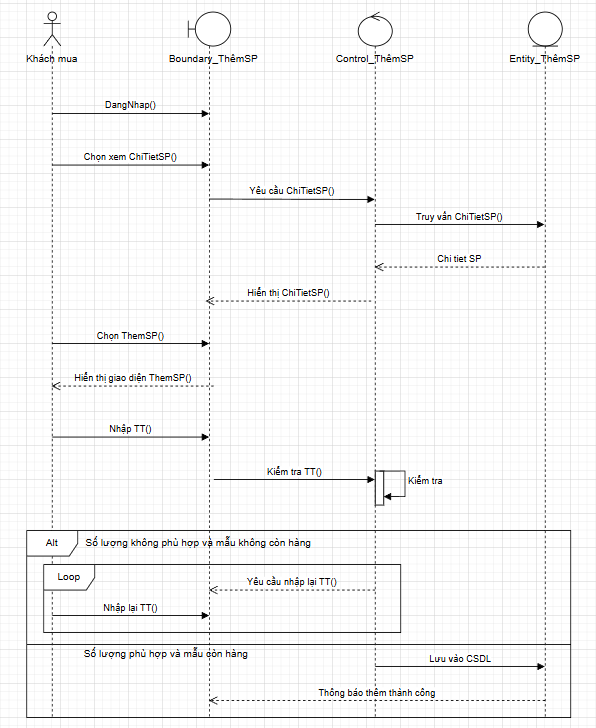 Khách mua
Boundary_ThêmSP
Control_ThêmSP
Entity_ThêmSP
DangNhap()
Chọn xem ChiTietSP()
Yêu cầu ChiTietSP()
Truy vấn ChiTietSP()
Chi tiet SP
Hiển thị ChiTietSP()
Chọn ThemSP()
Hiển thị giao diện ThemSP()
Nhập TT()
Kiểm tra TT()
Kiểm tra
Alt
Số lượng không phù hợp và mẫu không còn hàng
Loop
Yêu cầu nhập lại TT()
Nhập lại TT()
Số lượng phù hợp và mẫu còn hàng
Lưu vào CSDL
Thông báo thêm thành công